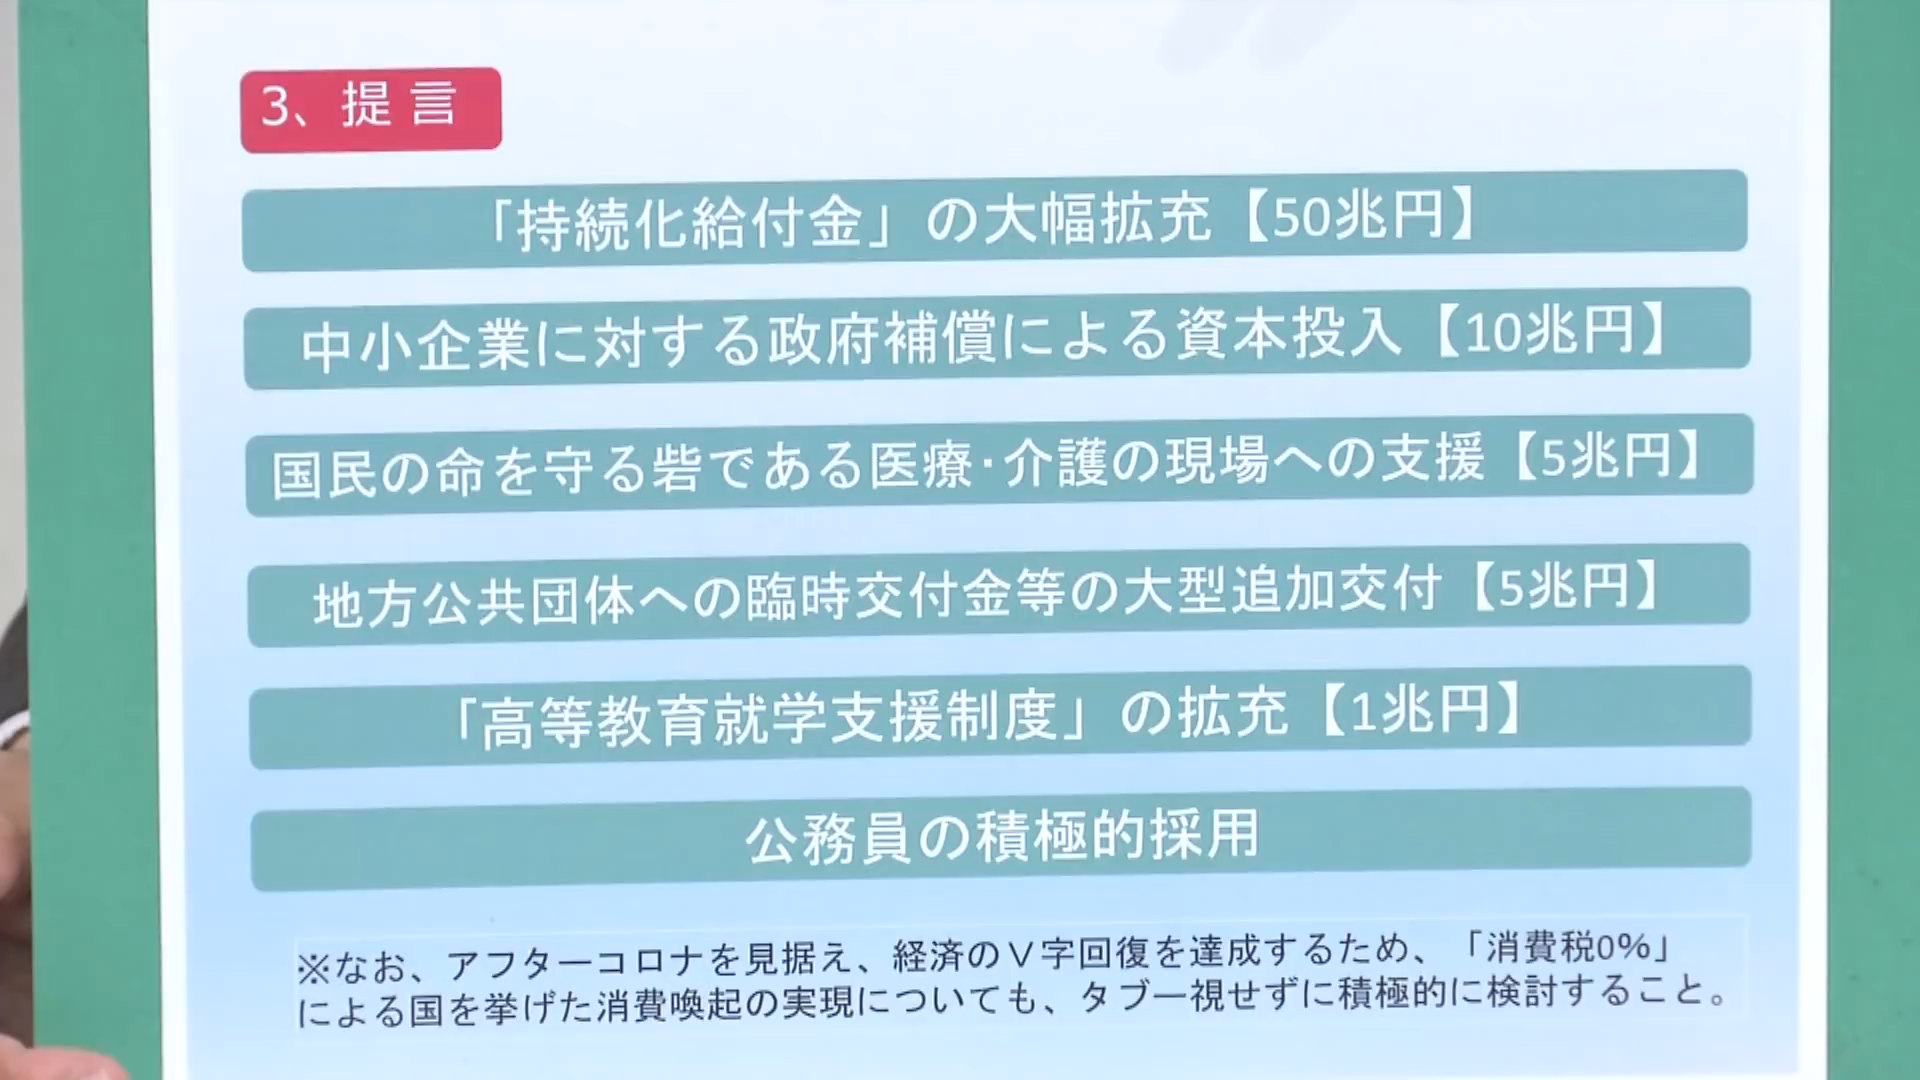 3、提言
「持続化給付金」の大幅拡充【50兆円】
中小企業に対する政府補償による資本投入【10兆円】
国民の命を守る砦である医療・介護の現場への支援【5兆円】
地方公共団体への臨時交付金等の大型追加交付【5兆円】
「高等教育就学支援制度」の拡充【1兆円】
公務員の積極的採用
※なお、アフターコロナを見据え、経済のV字回復を達成するため、「消費税0%」
による国を挙げた消費喚起の実現についても、タブー視せずに積極的に検討すること。